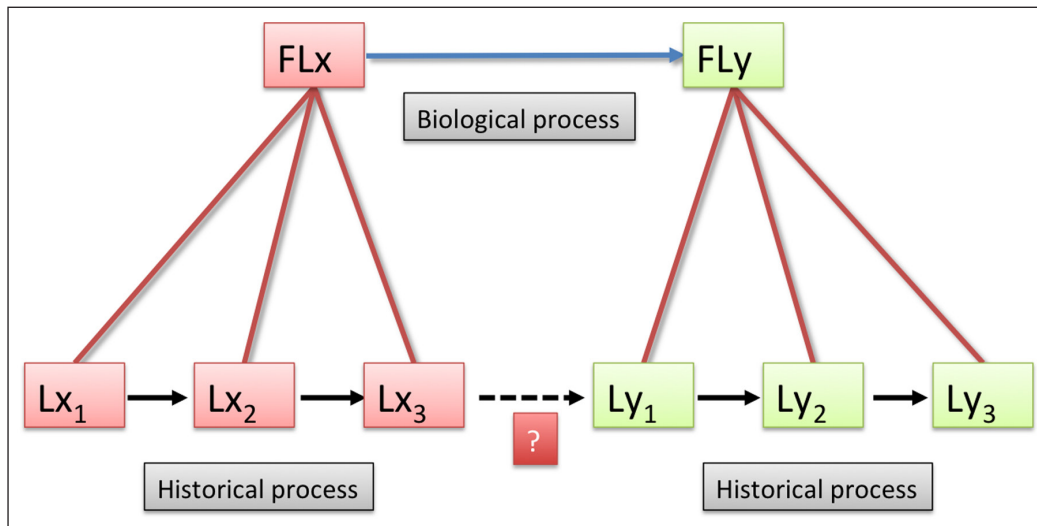 FLx
FLy
Biological process
Lx₁
Lx₂
Lx₃
Ly₁
Ly₂
Ly₃
?
Historical process
Historical process